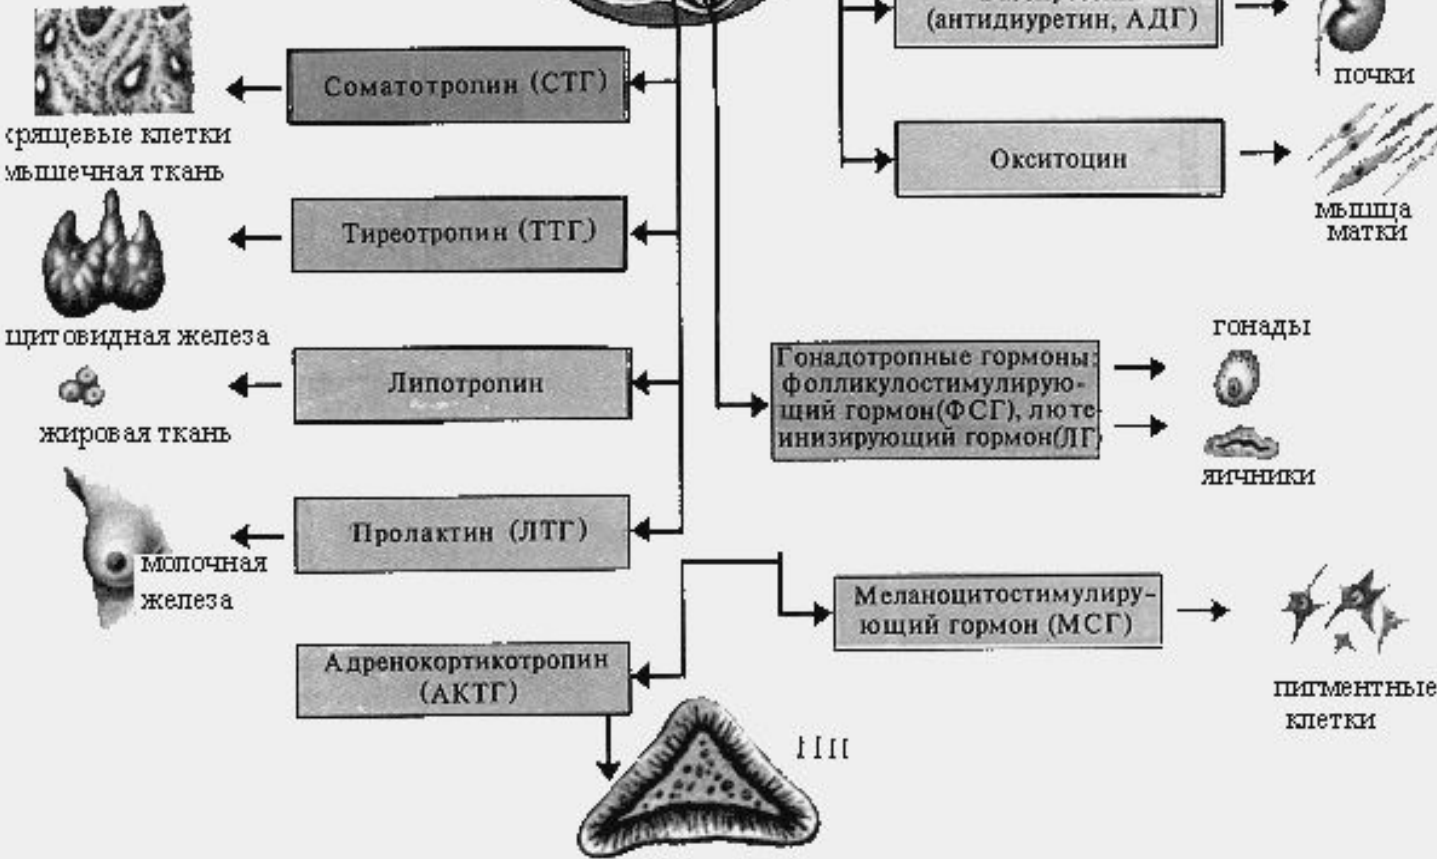 (антидиуретин, АДГ)
почки
Соматотропин (СТГ)
хрящевые клетки
мышечная ткань
Окситоцин
мышца
матки
Тиреотропин (ТТГ)
щитовидная железа
Липотропин
жировая ткань
Гонадотропные гормоны:
фолликулостимулирую-
щий гормон(ФСГ), люте-
инизирующий гормон(ЛГ)
гонады
яичники
Пролактин (ЛТГ)
молочная
железа
Меланоцитостимулиру-
ющий гормон (МСГ)
пигментные
клетки
Адренокортикотропин
(АКТГ)